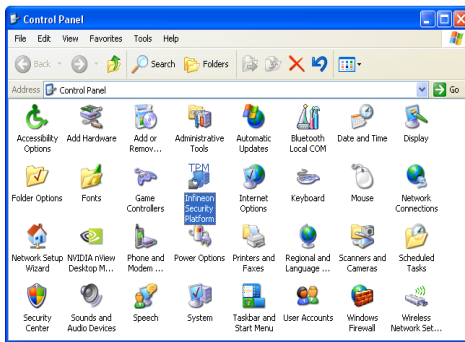 Control Panel
File Edit View Favorites Tools Help
Back Search Folders
Address Control Panel Go
Accessibility Options
Add Hardware
Add or Remov...
Administrative Tools
Automatic Updates
Bluetooth Local COM
Date and Time
Display
Folder Options
Fonts
Game Controllers
TPM
Infineon Security Platform
Internet Options
Keyboard
Mouse
Network Connections
Network Setup Wizard
NVIDIA nView Desktop M...
Phone and Modem ...
Power Options
Printers and Faxes
Regional and Language ...
Scanners and Cameras
Scheduled Tasks
Security Center
Sounds and Audio Devices
Speech
System
Taskbar and Start Menu
User Accounts
Windows Firewall
Wireless Network Set...